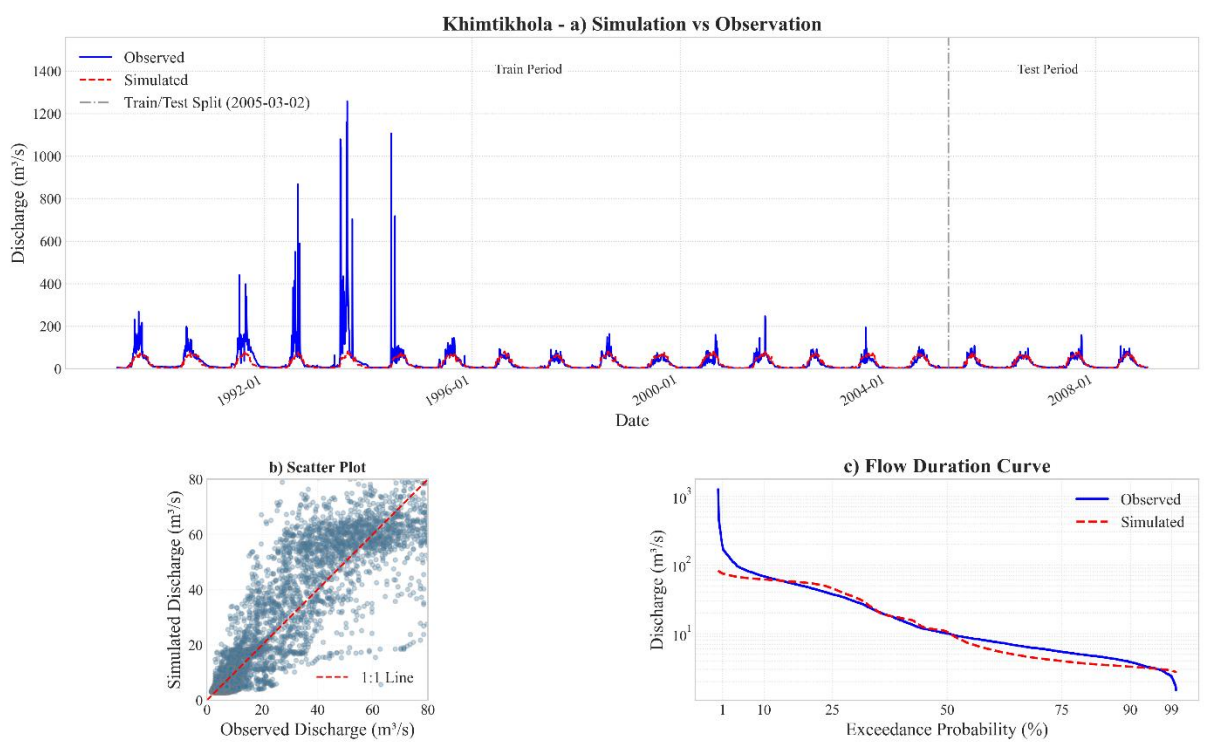 Khimtikhola - a) Simulation vs Observation
Observed
Simulated
Train/Test Split (2005-03-02)
Train Period
Test Period
Discharge (m³/s)
1400
1200
1000
800
600
400
200
0
1992-01
1996-01
2000-01
2004-01
2008-01
Date
b) Scatter Plot
Simulated Discharge (m³/s)
80
60
40
20
0
1:1 Line
0 20 40 60 80
Observed Discharge (m³/s)
c) Flow Duration Curve
Observed
Simulated
Discharge (m³/s)
10³
10²
10¹
1 10 25 50 75 90 99
Exceedance Probability (%)